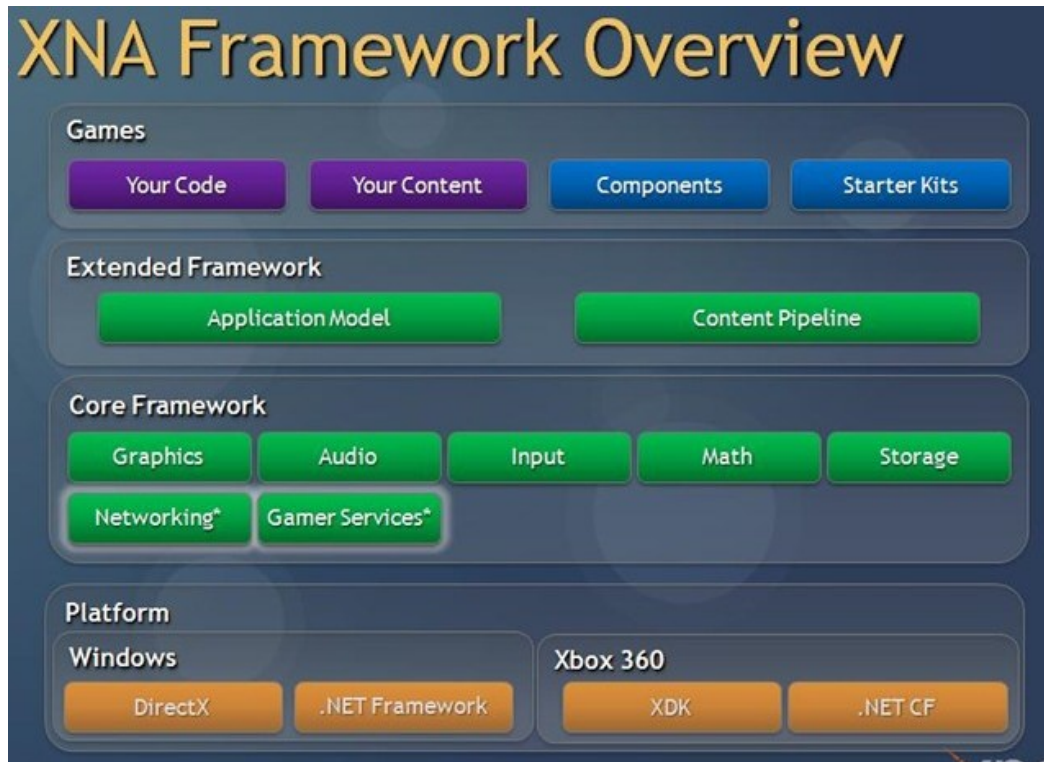 XNA Framework Overview
Games
Your Code Your Content Components Starter Kits
Extended Framework
Application Model Content Pipeline
Core Framework
Graphics Audio Input Math Storage
Networking* Gamer Services*
Platform
Windows Xbox 360
DirectX .NET Framework XDK .NET CF